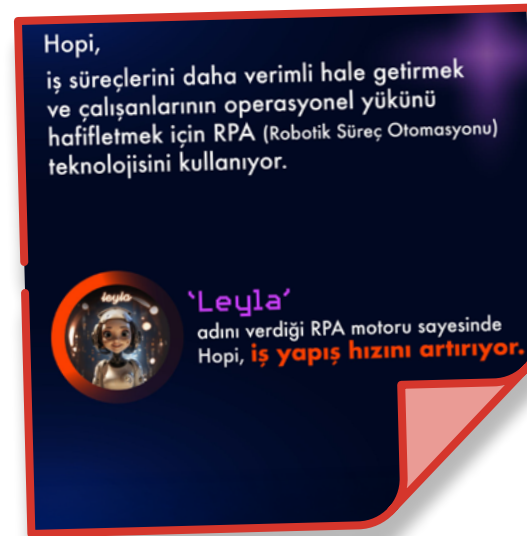 Hopi,
iş süreçlerini daha verimli hale getirmek
ve çalışanlarının operasyonel yükünü
hafifletmek için RPA (Robotik Süreç Otomasyonu)
teknolojisini kullanıyor.
leyla
‘Leyla’
adını verdiği RPA motoru sayesinde
Hopi, iş yapış hızını artırıyor.